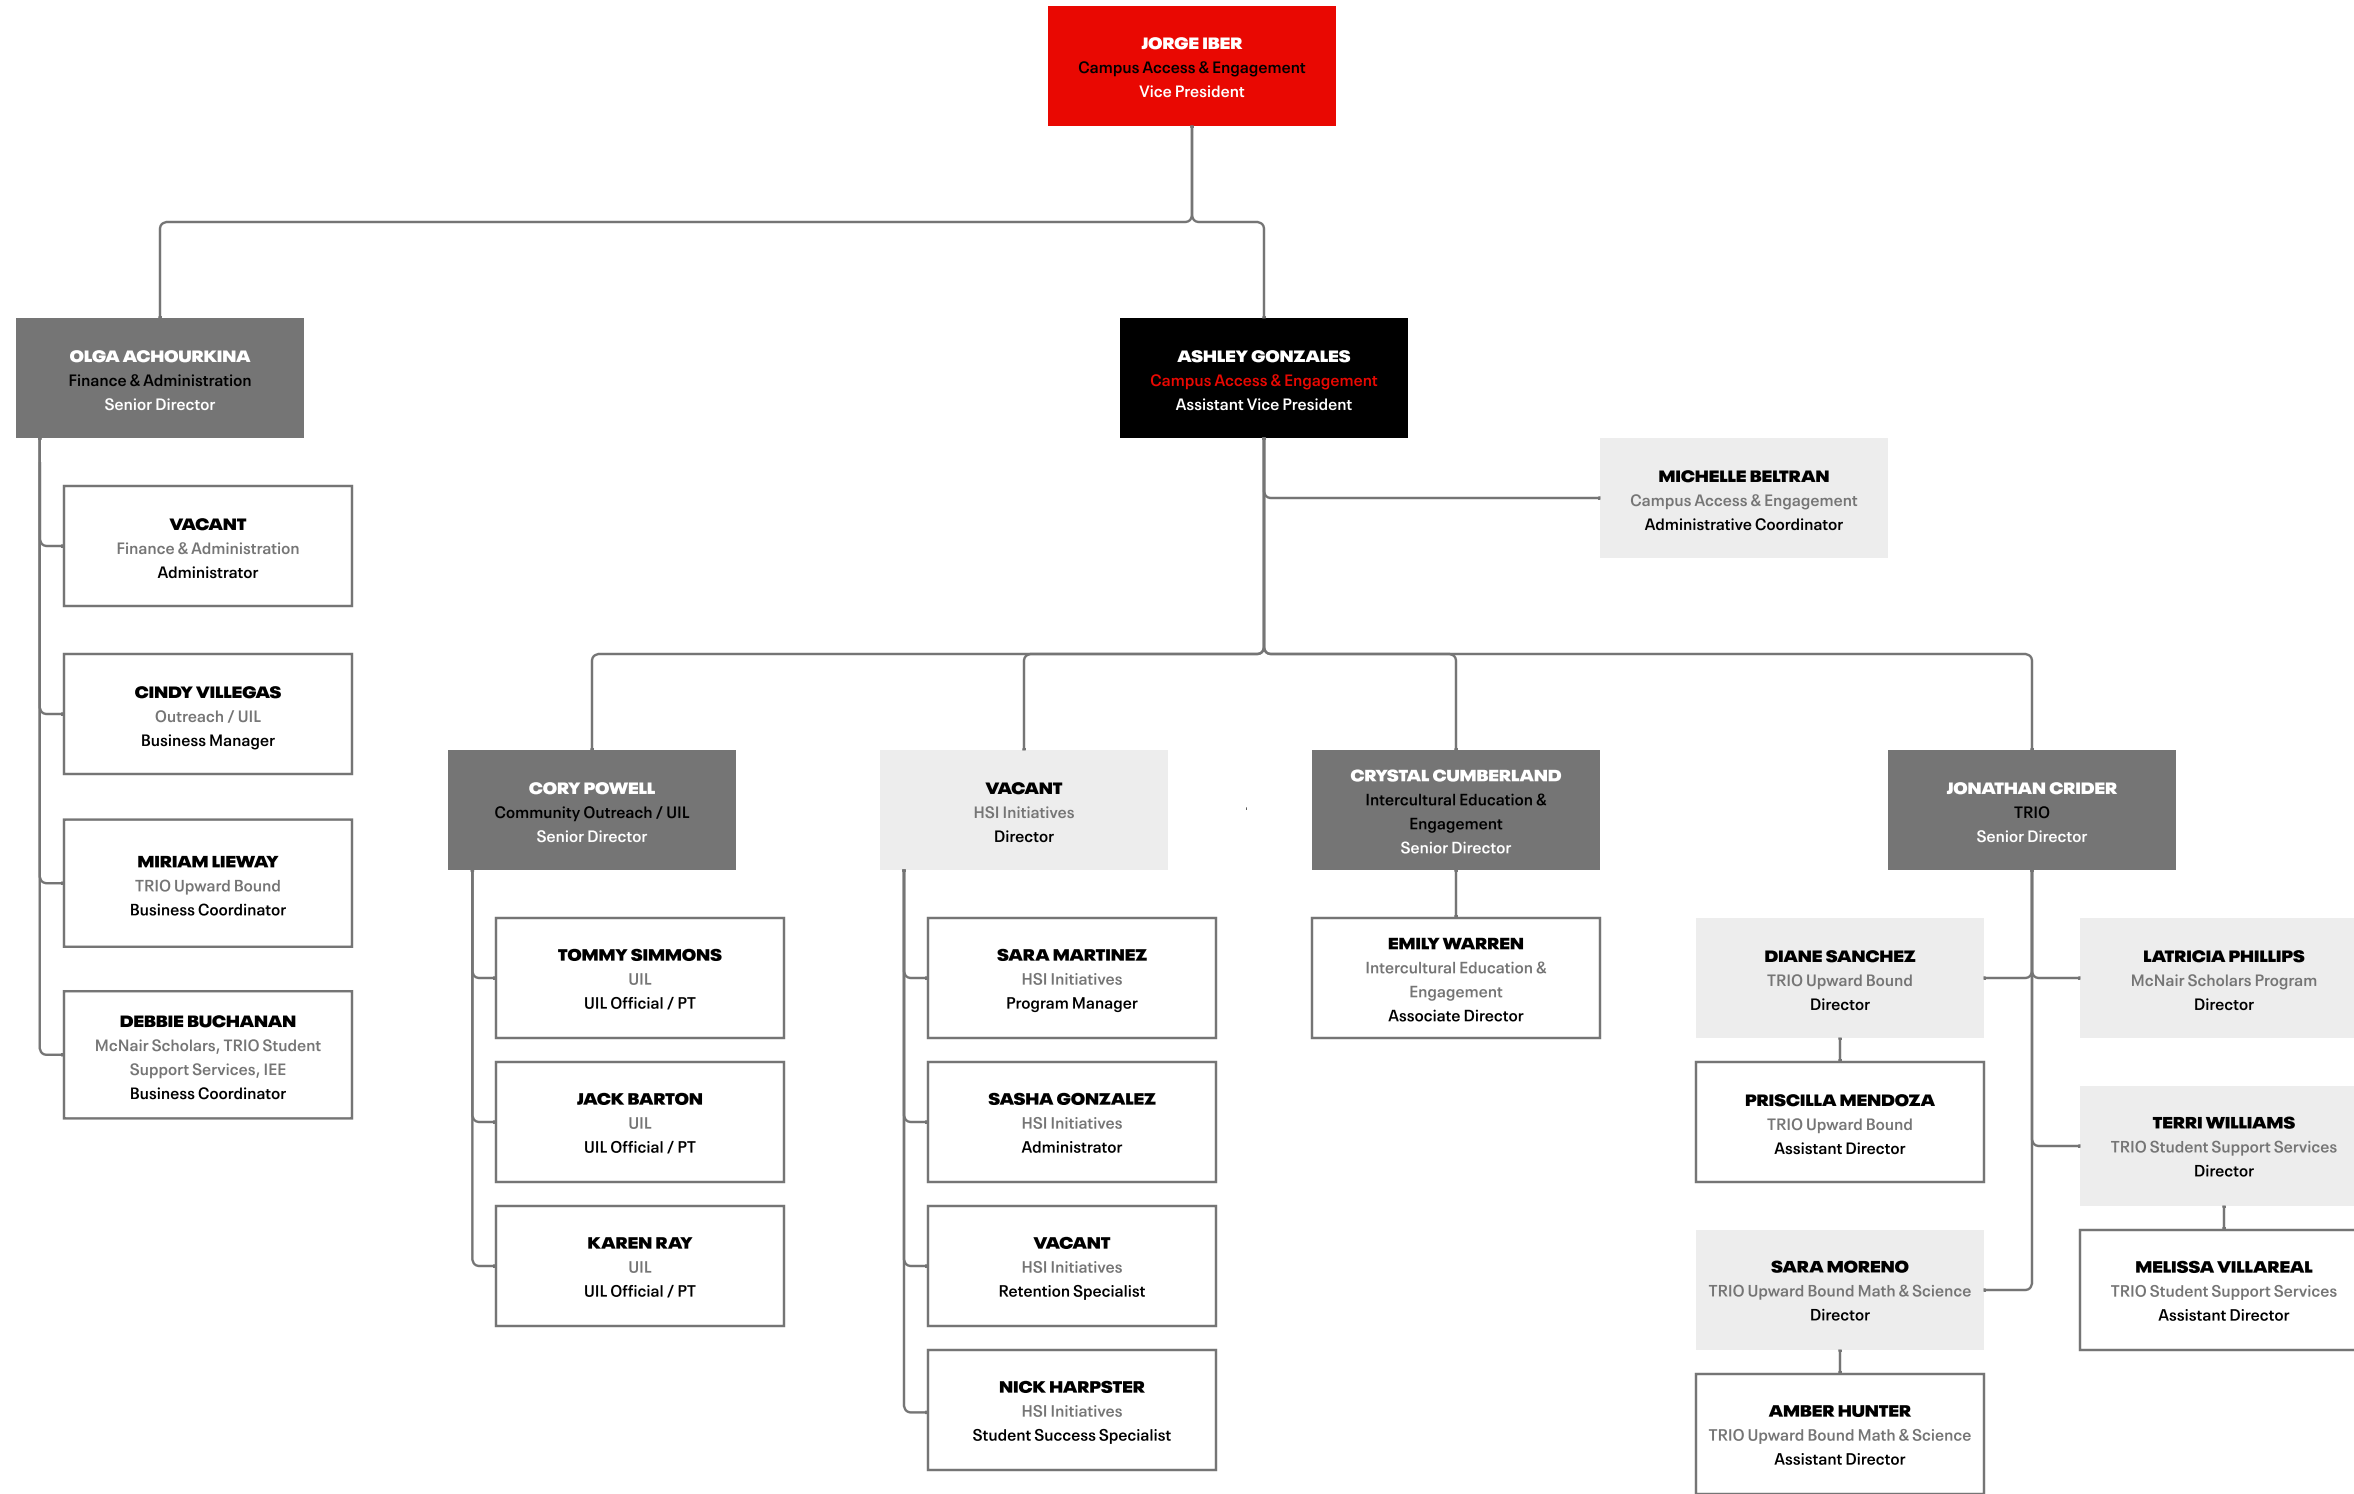 JORGE IBER
Campus Access & Engagement
Vice President
OLGA ACHOURKINA
Finance & Administration
Senior Director
ASHLEY GONZALES
Campus Access & Engagement
Assistant Vice President
MICHELLE BELTRAN
Campus Access & Engagement
Administrative Coordinator
VACANT
Finance & Administration
Administrator
CINDY VILLEGAS
Outreach / UIL
Business Manager
MIRIAM LIEWAY
TRIO Upward Bound
Business Coordinator
DEBBIE BUCHANAN
McNair Scholars, TRIO Student
Support Services, IEE
Business Coordinator
CORY POWELL
Community Outreach / UIL
Senior Director
TOMMY SIMMONS
UIL
UIL Official / PT
JACK BARTON
UIL
UIL Official / PT
KAREN RAY
UIL
UIL Official / PT
VACANT
HSI Initiatives
Director
SARA MARTINEZ
HSI Initiatives
Program Manager
SASHA GONZALEZ
HSI Initiatives
Administrator
VACANT
HSI Initiatives
Retention Specialist
NICK HARPSTER
HSI Initiatives
Student Success Specialist
CRYSTAL CUMBERLAND
Intercultural Education &
Engagement
Senior Director
EMILY WARREN
Intercultural Education &
Engagement
Associate Director
JONATHAN CRIDER
TRIO
Senior Director
DIANE SANCHEZ
TRIO Upward Bound
Director
PRISCILLA MENDOZA
TRIO Upward Bound
Assistant Director
SARA MORENO
TRIO Upward Bound Math & Science
Director
AMBER HUNTER
TRIO Upward Bound Math & Science
Assistant Director
LATRICIA PHILLIPS
McNair Scholars Program
Director
TERRI WILLIAMS
TRIO Student Support Services
Director
MELISSA VILLAREAL
TRIO Student Support Services
Assistant Director